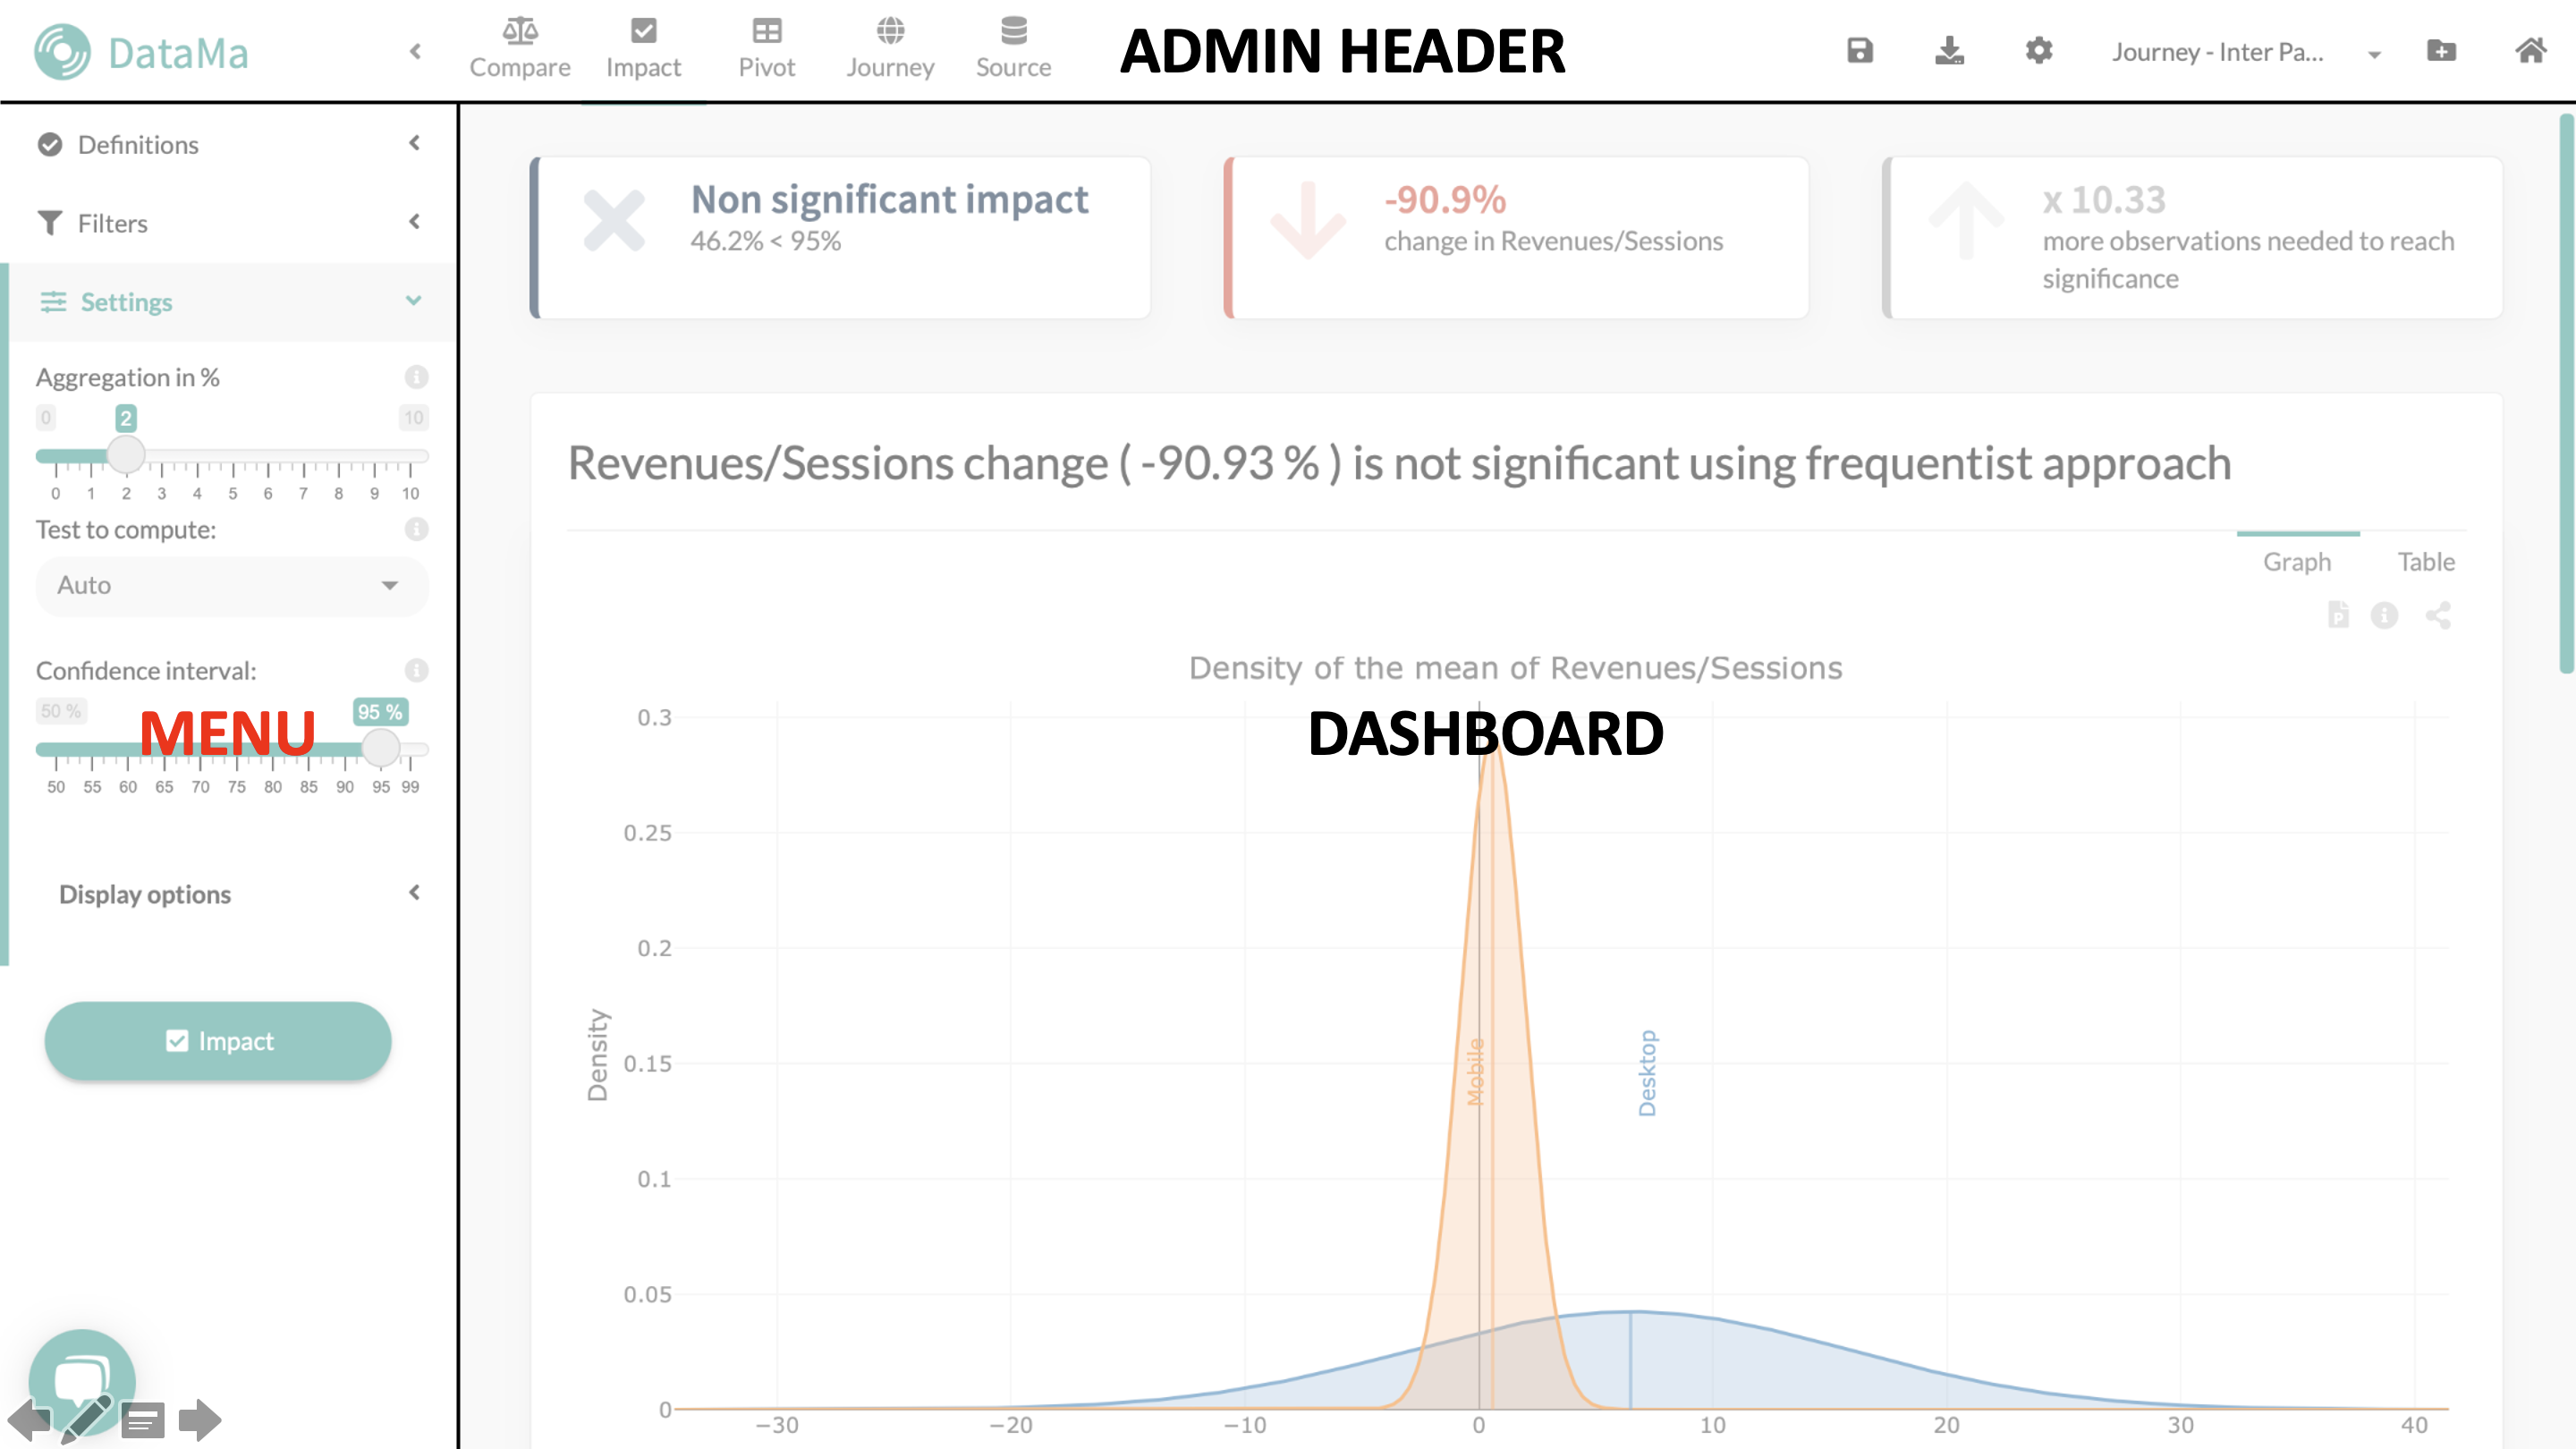 DataMa
Compare
Impact
Pivot
Journey
Source
ADMIN HEADER
Journey - Inter Pa...
Definitions
Filters
Settings
Aggregation in %
0
2
10
0 1 2 3 4 5 6 7 8 9 10
Test to compute:
Auto
Confidence interval:
50 %
95 %
MENU
50 55 60 65 70 75 80 85 90 95 99
Display options
Impact
Non significant impact
46.2% < 95%
-90.9%
change in Revenues/Sessions
x 10.33
more observations needed to reach
significance
Revenues/Sessions change ( -90.93 % ) is not significant using frequentist approach
Graph
Table
P
Density of the mean of Revenues/Sessions
DASHBOARD
0.3
0.25
0.2
0.15
0.1
0.05
0
Density
Mobile
Desktop
−30 −20 −10 0 10 20 30 40